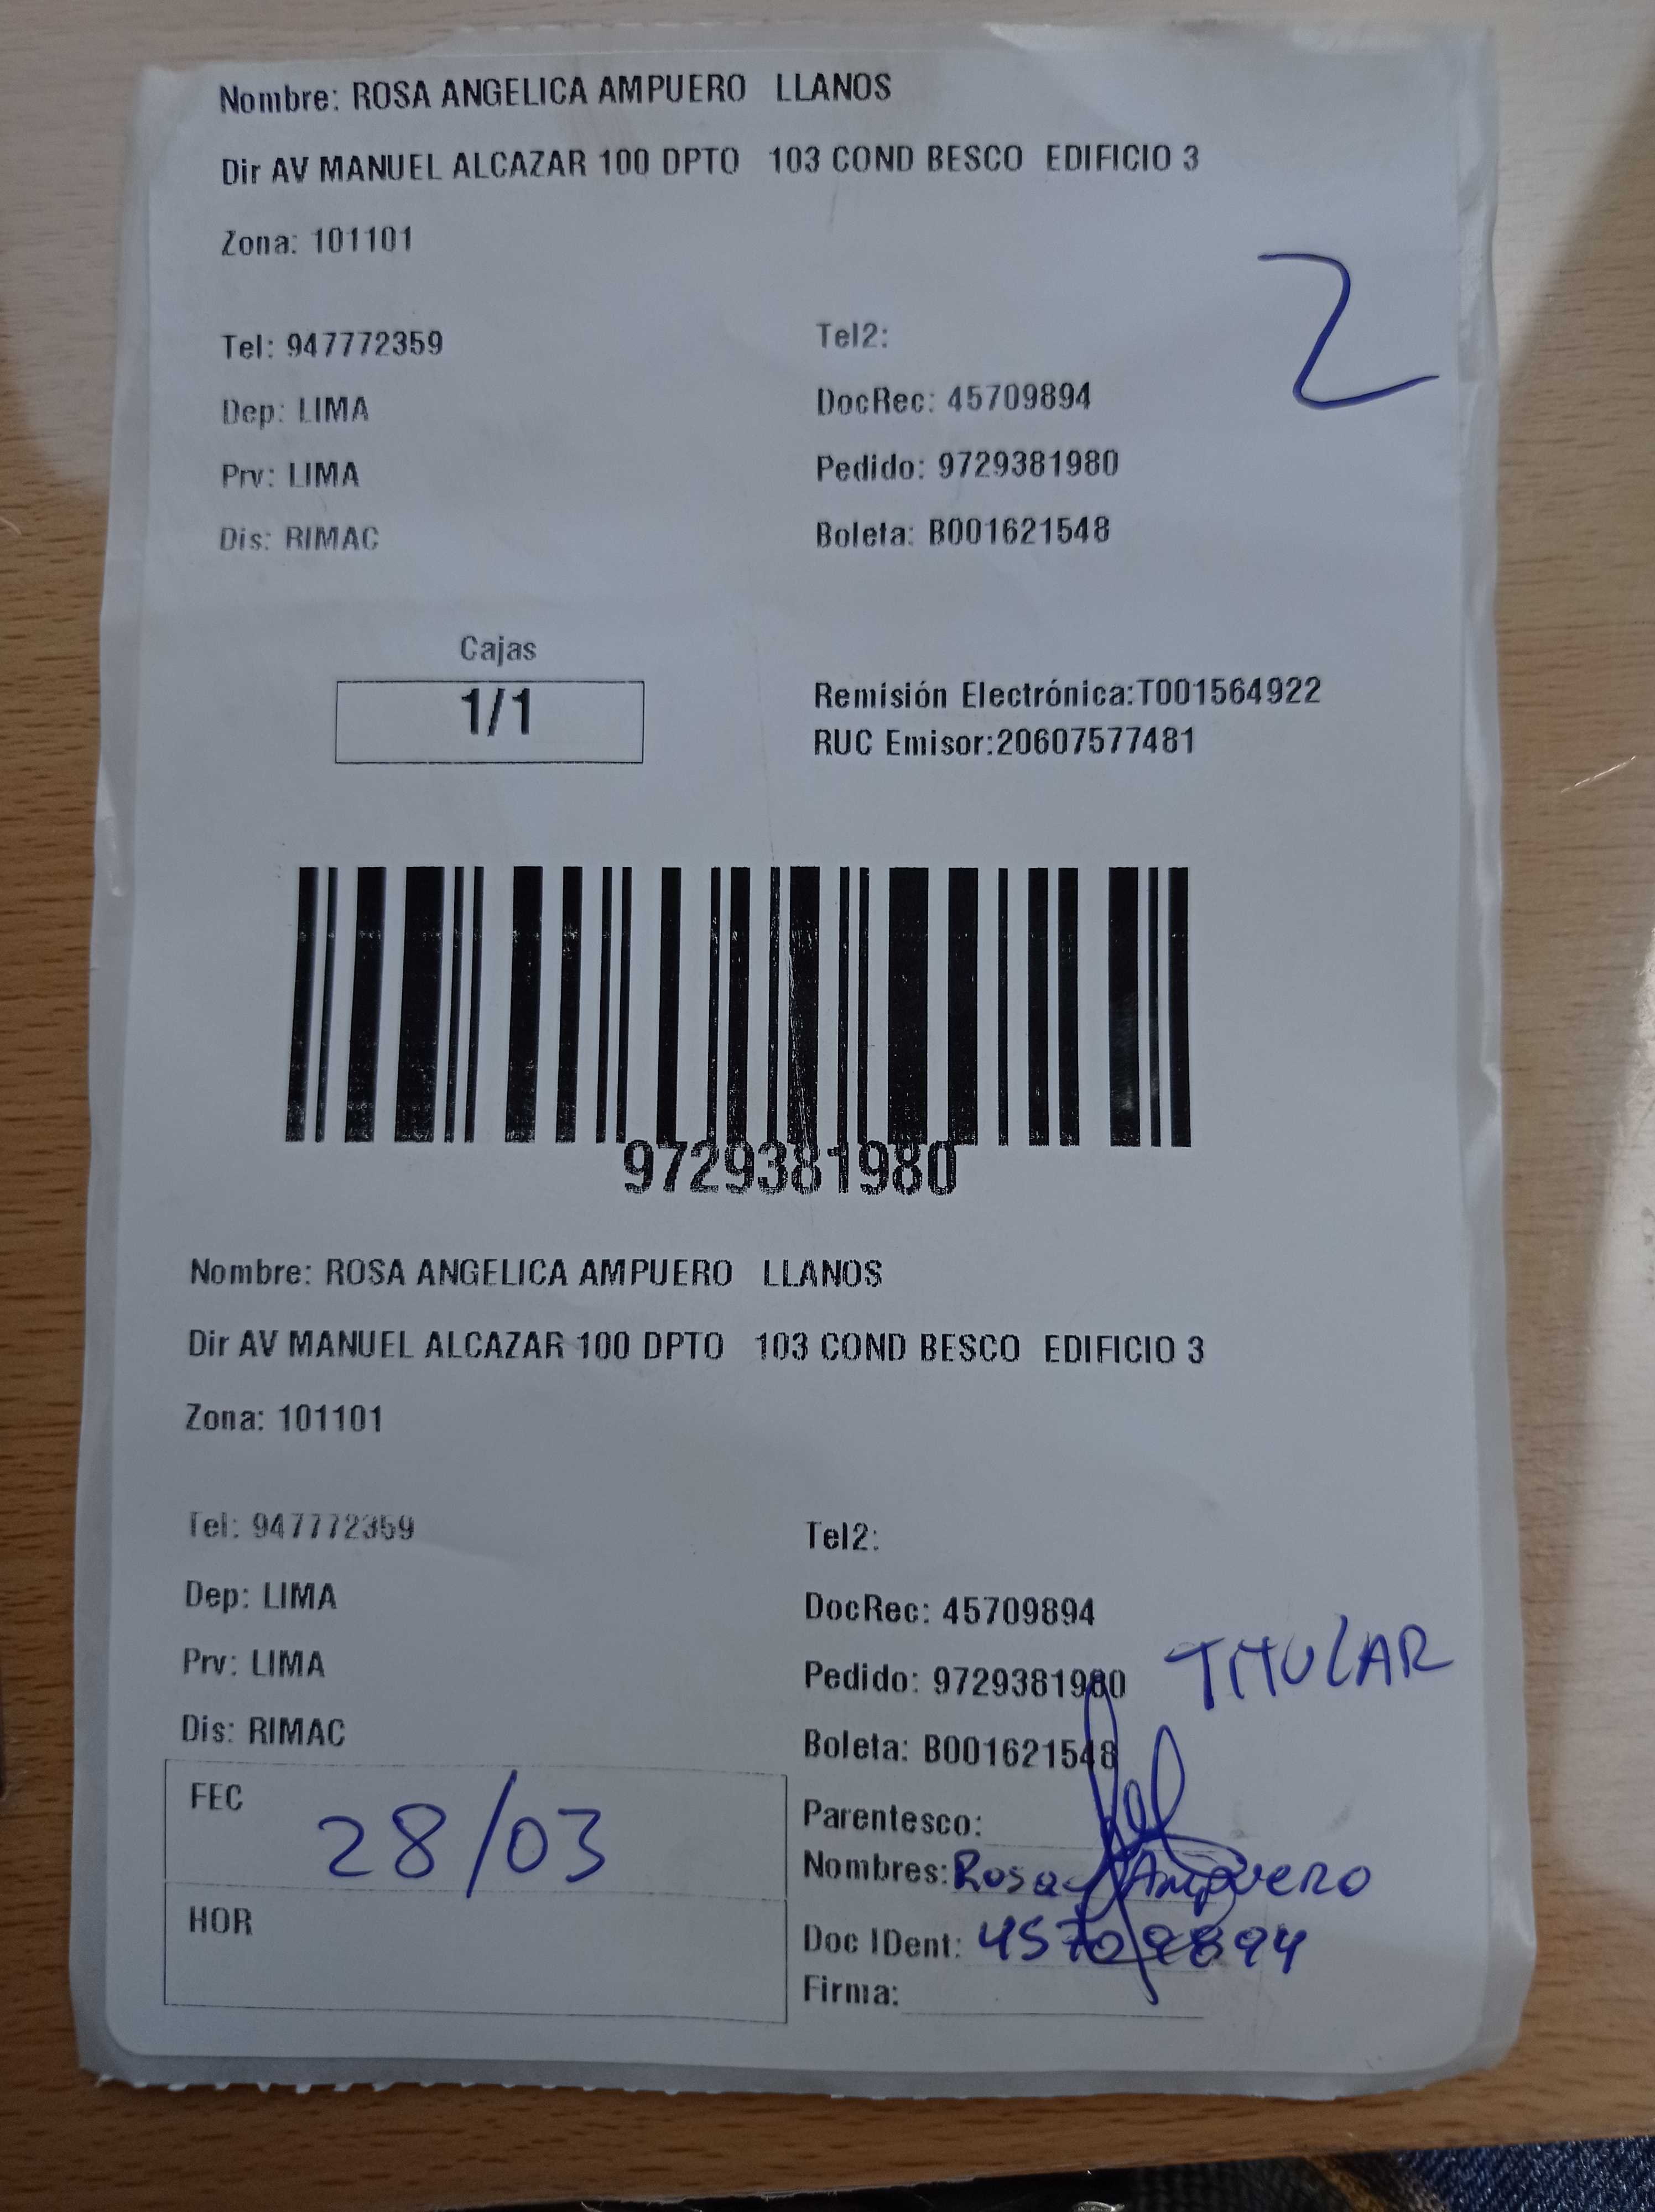 Nombre: ROSA ANGELICA AMPUERO LLANOS
Dir AV MANUEL ALCAZAR 100 DPTO 103 COND BESCO EDIFICIO 3
Zona: 101101
2
Tel: 947772359 Tel2:
Dep: LIMA DocRec: 45709894
Prv: LIMA Pedido: 9729381980
Dis: RIMAC Boleta: B001621548
Cajas
1/1
Remisión Electrónica:T001564922
RUC Emisor:20607577481
9729381980
Nombre: ROSA ANGELICA AMPUERO LLANOS
Dir AV MANUEL ALCAZAR 100 DPTO 103 COND BESCO EDIFICIO 3
Zona: 101101
Tel: 947772359 Tel2:
Dep: LIMA DocRec: 45709894
Prv: LIMA Pedido: 9729381980 TITULAR
Dis: RIMAC Boleta: B001621548
FEC 28/03
HOR
Parentesco:
Nombres: Rosa Ampuero
Doc IDent: 45709894
Firma: